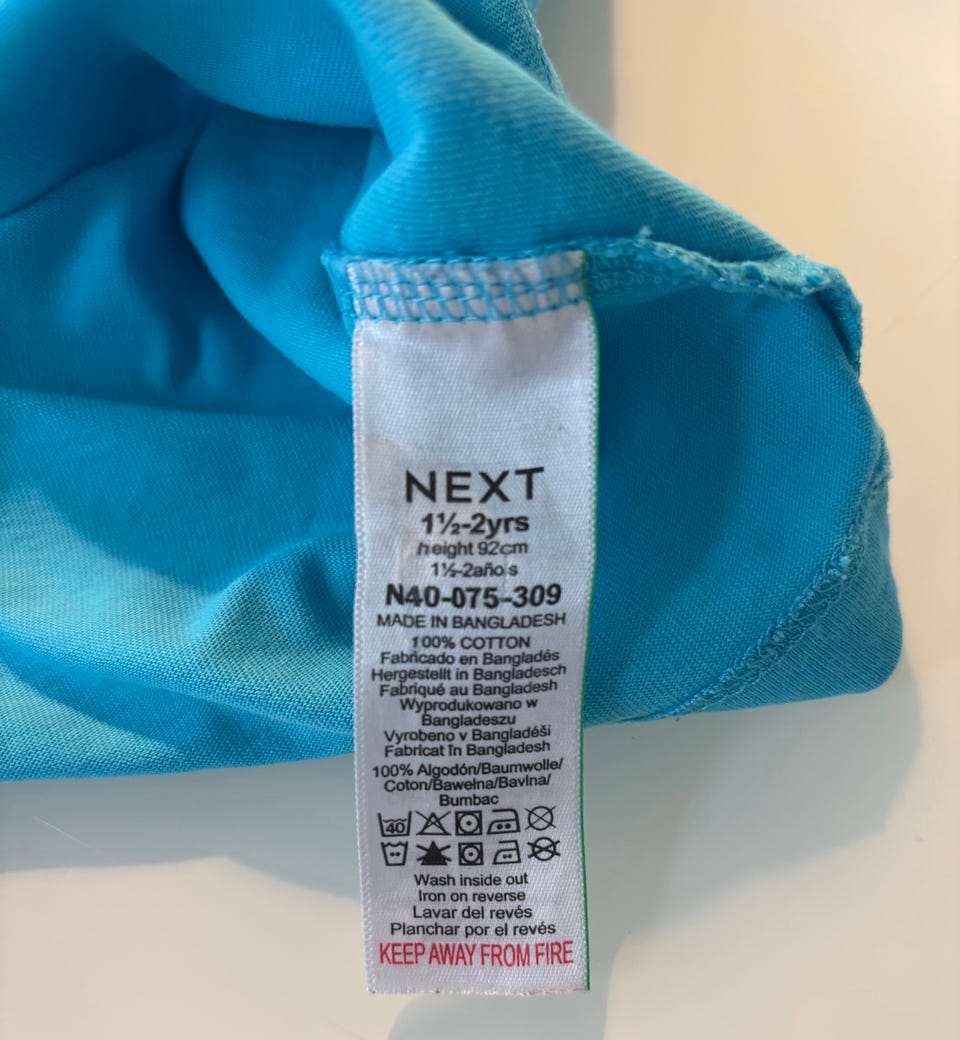 NEXT
1½-2yrs
height 92cm
1½-2años
N40-075-309
MADE IN BANGLADESH
100% COTTON
Fabricado en Bangladés
Hergestellt in Bangladesch
Fabriqué au Bangladesh
Wyprodukowano w
Bangladeszu
Vyrobeno v Bangladéši
Fabricat în Bangladesh
100% Algodón/Baumwolle/
Coton/Bawełna/Bavlna/
Bumbac
40
Wash inside out
Iron on reverse
Lavar del revés
Planchar por el revés
KEEP AWAY FROM FIRE